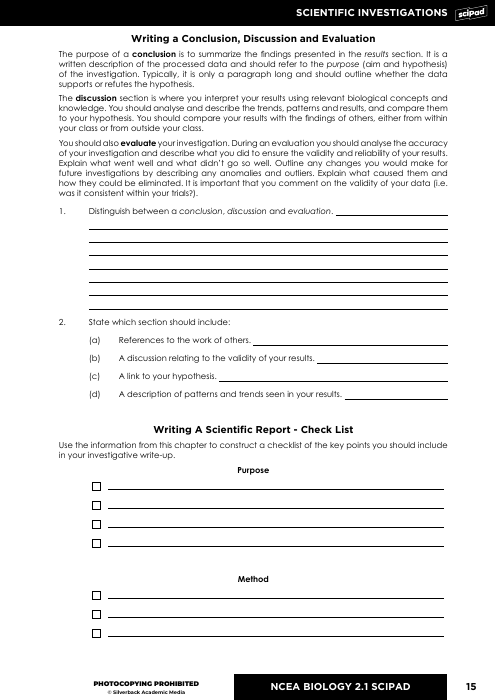 SCIENTIFIC INVESTIGATIONS
scipad
Writing a Conclusion, Discussion and Evaluation
The purpose of a conclusion is to summarize the findings presented in the results section. It is a
written description of the processed data and should refer to the purpose (aim and hypothesis)
of the investigation. Typically, it is only a paragraph long and should outline whether the data
supports or refutes the hypothesis.
The discussion section is where you interpret your results using relevant biological concepts and
knowledge. You should analyse and describe the trends, patterns and results, and compare them
to your hypothesis. You should compare your results with the findings of others, either from within
your class or from outside your class.
You should also evaluate your investigation. During an evaluation you should analyse the accuracy
of your investigation and describe what you did to ensure the validity and reliability of your results.
Explain what went well and what didn't go so well. Outline any changes you would make for
future investigations by describing any anomalies and outliers. Explain what caused them and
how they could be eliminated. It is important that you comment on the validity of your data (i.e.
was it consistent within your trials?).
1. Distinguish between a conclusion, discussion and evaluation.
2. State which section should include:
(a) References to the work of others.
(b) A discussion relating to the validity of your results.
(c) A link to your hypothesis.
(d) A description of patterns and trends seen in your results.
Writing A Scientific Report - Check List
Use the information from this chapter to construct a checklist of the key points you should include
in your investigative write-up.
Purpose
Method
PHOTOCOPYING PROHIBITED
© Silverback Academic Media
NCEA BIOLOGY 2.1 SCIPAD
15